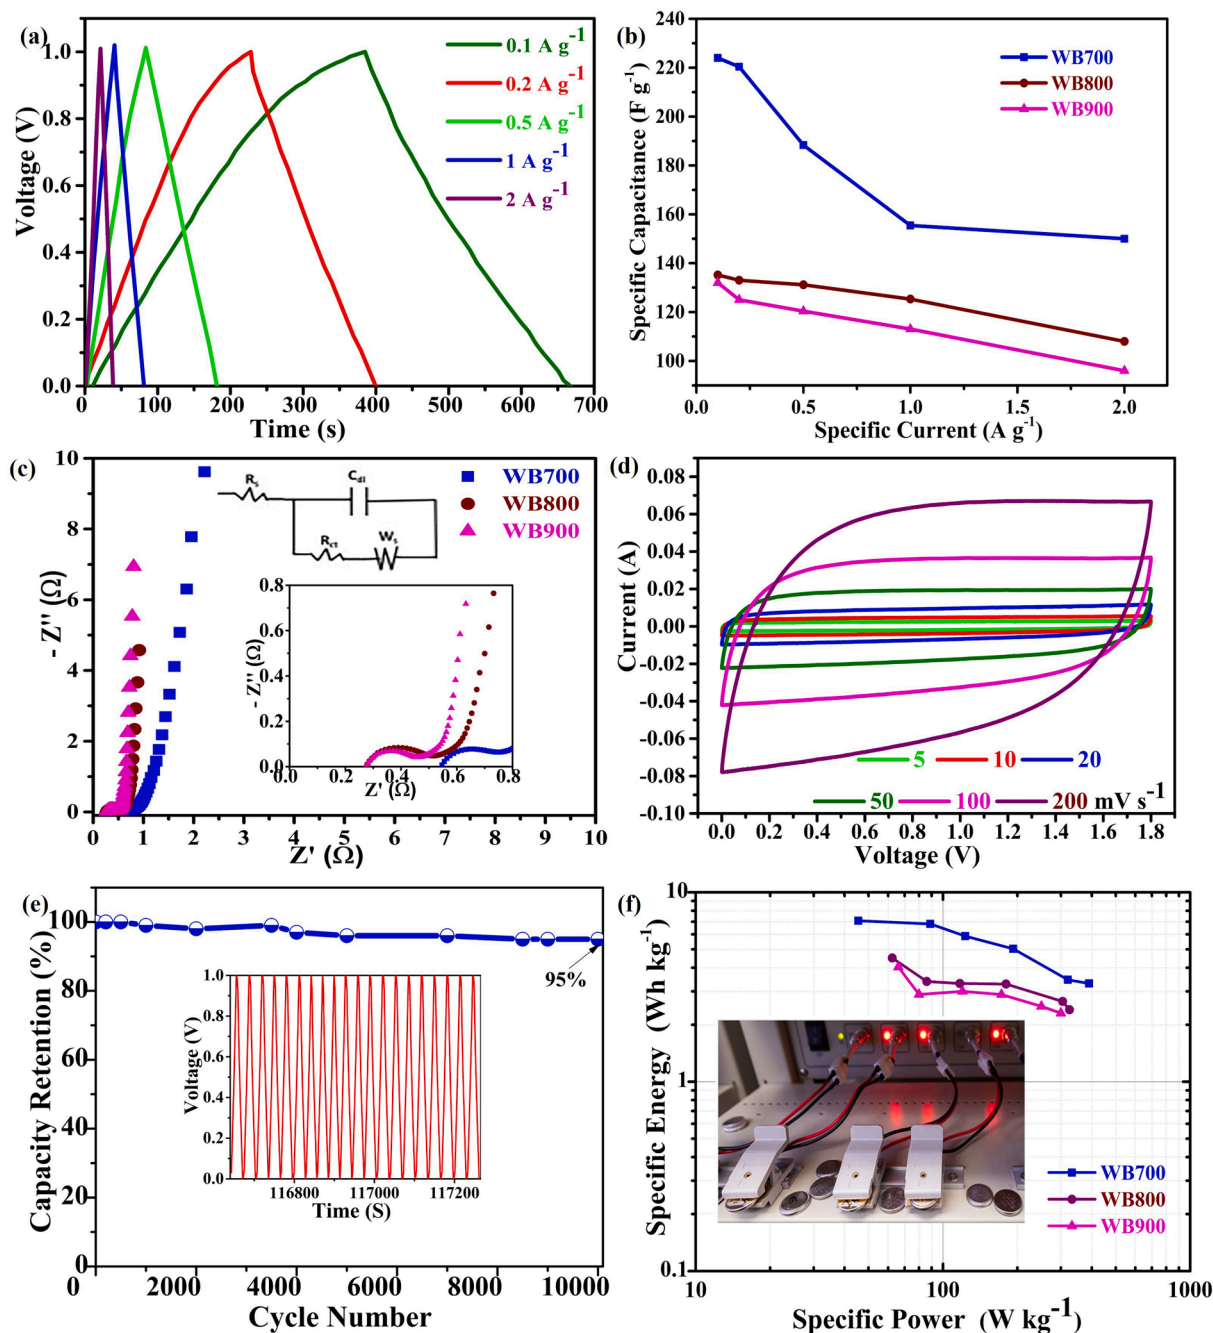 (a)
0.1 A g-1
0.2 A g-1
0.5 A g-1
1 A g-1
2 A g-1
Voltage (V)
1.0
0.8
0.6
0.4
0.2
0.0
0 100 200 300 400 500 600 700
Time (s)
(b)
WB700
WB800
WB900
Specific Capacitance (F g-1)
240
220
200
180
160
140
120
100
0.0 0.5 1.0 1.5 2.0
Specific Current (A g-1)
(c)
WB700
WB800
WB900
Rs
Cdl
Rct
Ws
- Z'' (Ω)
10
8
6
4
2
0
- Z'' (Ω)
0.8
0.6
0.4
0.2
0.0
0.0 0.2 0.4 0.6 0.8
Z' (Ω)
0 1 2 3 4 5 6 7 8 9 10
Z' (Ω)
(d)
Current (A)
0.08
0.06
0.04
0.02
0.00
-0.02
-0.04
-0.06
-0.08
-0.10
5 10 20
50 100 200 mV s-1
0.0 0.2 0.4 0.6 0.8 1.0 1.2 1.4 1.6 1.8
Voltage (V)
(e)
Capacity Retention (%)
100
80
60
40
20
0
95%
Voltage (V)
1.0
0.8
0.6
0.4
0.2
0.0
116800 117000 117200
Time (S)
0 2000 4000 6000 8000 10000
Cycle Number
(f)
Specific Energy (Wh kg-1)
10
1
0.1
WB700
WB800
WB900
10 100 1000
Specific Power (W kg-1)